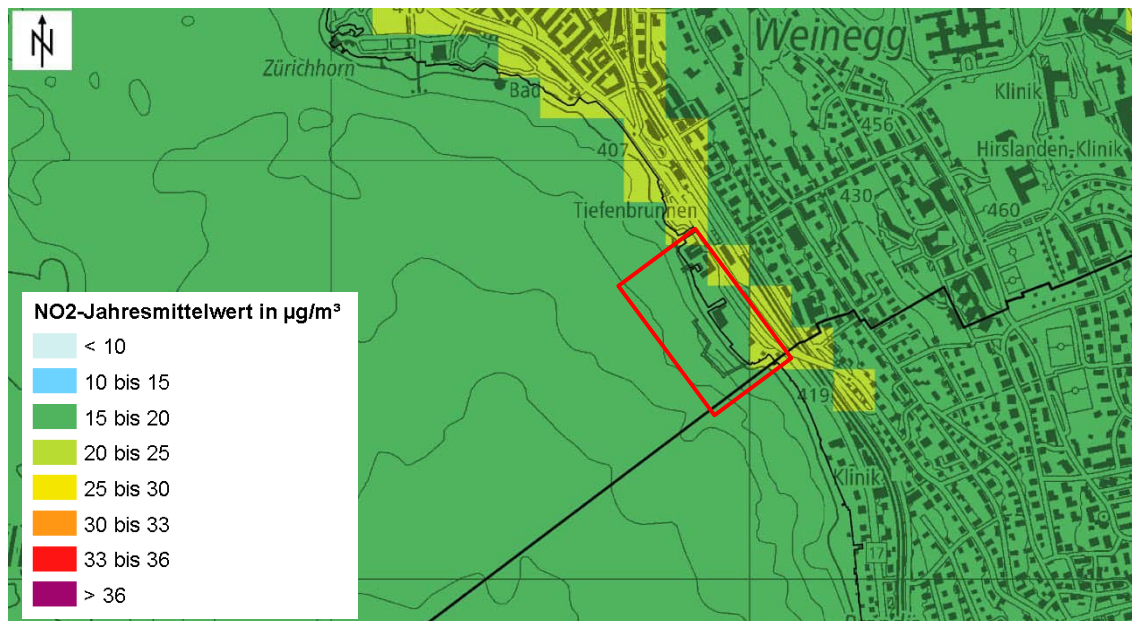 N
410
Weinegg
Zürichhorn
Bad
Klinik
456
407
Hirslanden-Klinik
430
Tiefenbrunnen
460
NO2-Jahresmittelwert in µg/m³
< 10
10 bis 15
15 bis 20
20 bis 25
25 bis 30
30 bis 33
33 bis 36
> 36
419
Klinik
17